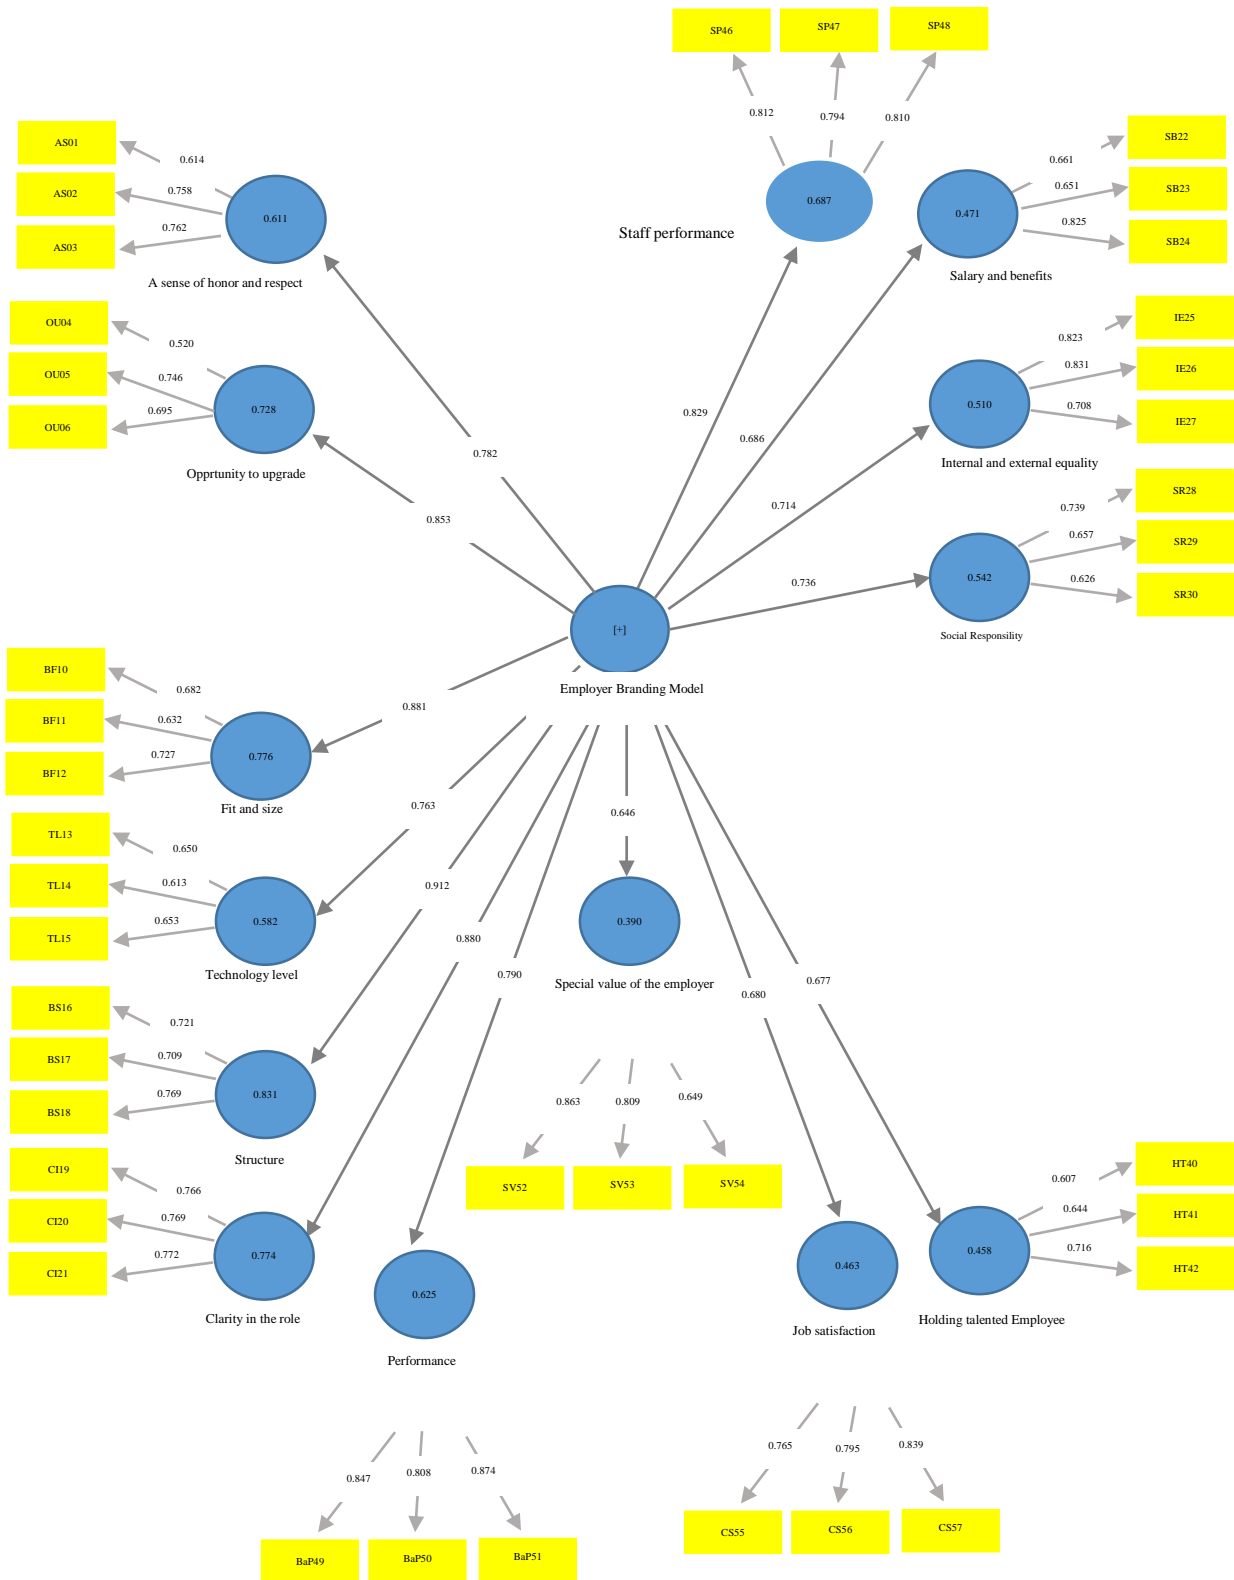 SP46
SP47
SP48
0.812
0.794
0.810
0.687
Staff performance
AS01
AS02
AS03
0.614
0.758
0.762
0.611
A sense of honor and respect
SB22
SB23
SB24
0.661
0.651
0.825
0.471
Salary and benefits
OU04
OU05
OU06
0.520
0.746
0.695
0.728
Opprtunity to upgrade
IE25
IE26
IE27
0.823
0.831
0.708
0.510
Internal and external equality
SR28
SR29
SR30
0.739
0.657
0.626
0.542
Social Responsility
0.782
0.853
0.829
0.686
0.714
0.736
[+]
Employer Branding Model
0.881
0.763
0.912
0.880
0.790
0.646
0.680
0.677
BF10
BF11
BF12
0.682
0.632
0.727
0.776
Fit and size
TL13
TL14
TL15
0.650
0.613
0.653
0.582
Technology level
BS16
BS17
BS18
0.721
0.709
0.769
0.831
Structure
CI19
CI20
CI21
0.766
0.769
0.772
0.774
Clarity in the role
0.390
Special value of the employer
0.863
0.809
0.649
SV52
SV53
SV54
0.625
Performance
0.847
0.808
0.874
BaP49
BaP50
BaP51
0.463
Job satisfaction
0.765
0.795
0.839
CS55
CS56
CS57
HT40
HT41
HT42
0.607
0.644
0.716
0.458
Holding talented Employee